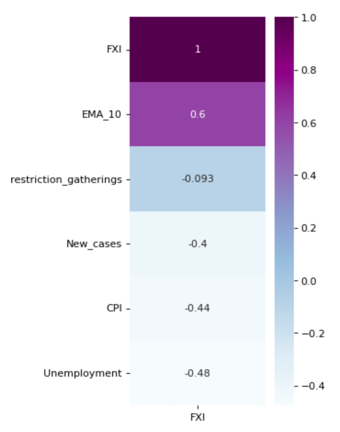 FXI 1
EMA_10 0.6
restriction_gatherings -0.093
New_cases -0.4
CPI -0.44
Unemployment -0.48
FXI
1.0
0.8
0.6
0.4
0.2
0.0
−0.2
−0.4